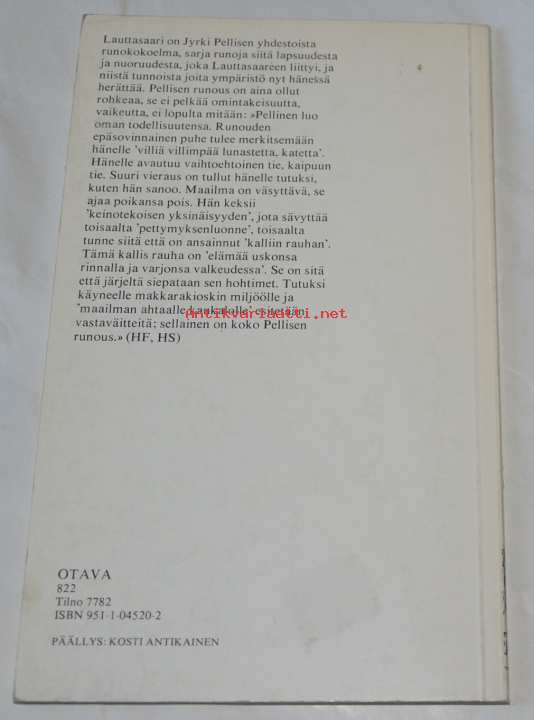 Lauttasaari on Jyrki Pellisen yhdestoista
runokokoelma, sarja runoja siitä lapsuudesta
ja nuoruudesta, joka Lauttasaareen liittyi, ja
niistä tunnoista joita ympäristö nyt hänessä
herättää. Pellisen runous on aina ollut
rohkeaa, se ei pelkää omintakeisuutta,
vaikeutta, ei lopulta mitään: »Pellinen luo
oman todellisuutensa. Runouden
epäsovinnainen puhe tulee merkitsemään
hänelle 'villiä villimpää lunastetta, katetta'.
Hänelle avautuu vaihtoehtoinen tie, kaipuun
tie. Suuri vieraus on tullut hänelle tutuksi,
kuten hän sanoo. Maailma on väsyttävä, se
ajaa poikansa pois. Hän keksii
'keinotekoisen yksinäisyyden', jota sävyttää
toisaalta 'pettymyksenluonne', toisaalta
tunne siitä että on ansainnut 'kalliin rauhan'.
Tämä kallis rauha on 'elämää uskonsa
rinnalla ja varjonsa valkeudessa'. Se on sitä
että järjeltä siepataan sen hohtimet. Tutuksi
käyneelle makkarakioskin miljöölle ja
'maailman ahtaalle kaukalolle' esitetään
Antikvariaatti.net
vastaväitteitä; sellainen on koko Pellisen
runous.» (HF, HS)
OTAVA
822
Tilno 7782
ISBN 951-1-04520-2
PÄÄLLYS: KOSTI ANTIKAINEN